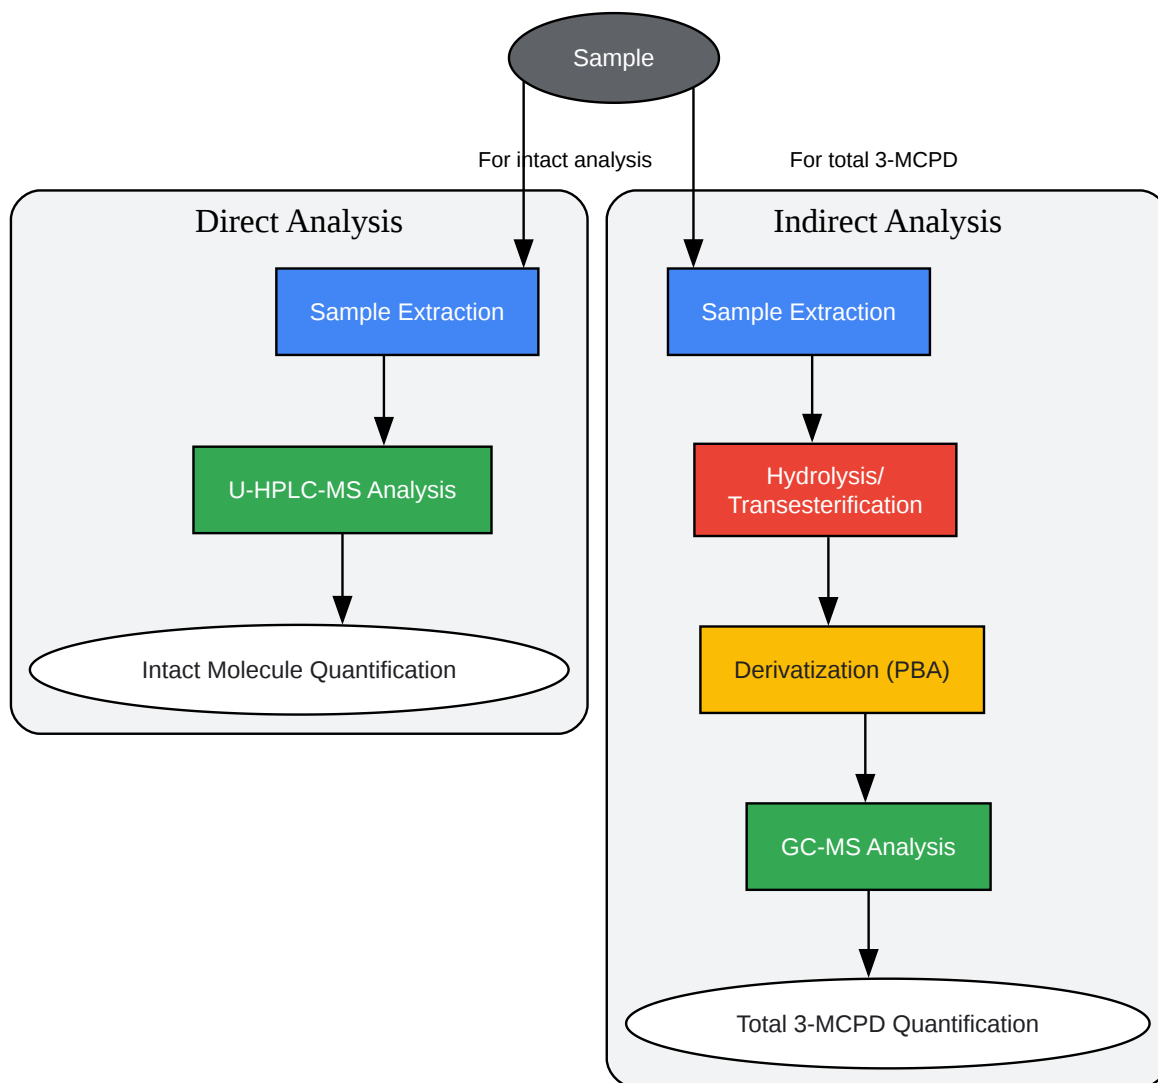 Sample
For intact analysis
For total 3-MCPD
Direct Analysis
Sample Extraction
U-HPLC-MS Analysis
Intact Molecule Quantification
Indirect Analysis
Sample Extraction
Hydrolysis/
Transesterification
Derivatization (PBA)
GC-MS Analysis
Total 3-MCPD Quantification